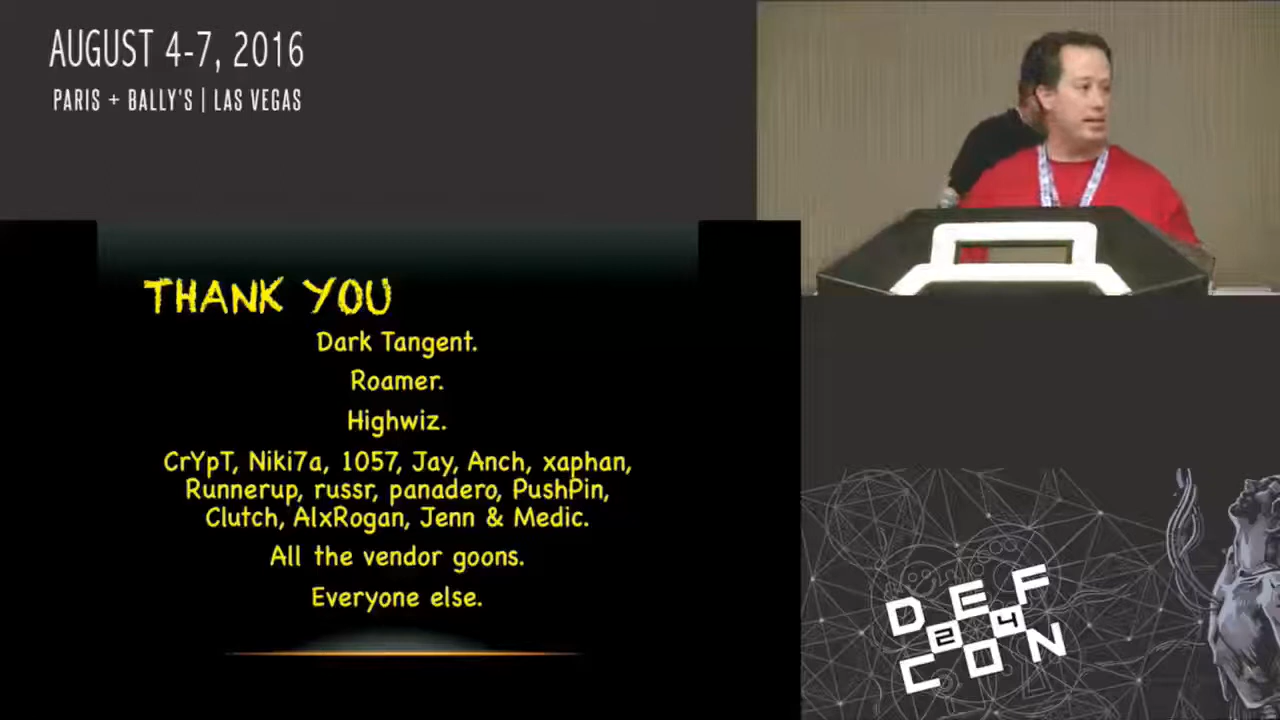 AUGUST 4-7, 2016
PARIS + BALLY'S | LAS VEGAS
THANK YOU
Dark Tangent.
Roamer.
Highwiz.
CrYpT, Niki7a, 1057, Jay, Anch, xaphan,
Runnerup, russr, panadero, PushPin,
Clutch, AlxRogan, Jenn & Medic.
All the vendor goons.
Everyone else.
DEF
24
CON